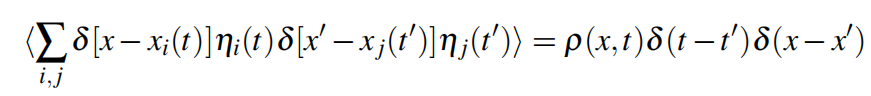 ⟨∑_{i,j} δ[x − x_i(t)]η_i(t)δ[x′ − x_j(t′)]η_j(t′)⟩ = ρ(x,t)δ(t − t′)δ(x − x′)